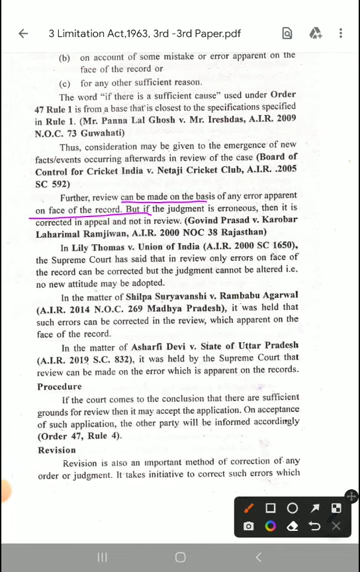 3 Limitation Act,1963, 3rd -3rd Paper.pdf
(b) on account of some mistake or error apparent on the
face of the record or
(c) for any other sufficient reason.
The word "if there is a sufficient cause" used under Order
47 Rule 1 is from a base that is closest to the specifications specified
in Rule 1. (Mr. Panna Lal Ghosh v. Mr. Ireshdas, A.I.R. 2009
N.O.C. 73 Guwahati)
Thus, consideration may be given to the emergence of new
facts/events occurring afterwards in review of the case (Board of
Control for Cricket India v. Netaji Cricket Club, A.I.R. .2005
SC 592)
Further, review can be made on the basis of any error apparent
on face of the record. But if the judgment is erroneous, then it is
corrected in appeal and not in review. (Govind Prasad v. Karobar
Laharimal Ramjiwan, A.I.R. 2000 NOC 38 Rajasthan)
In Lily Thomas v. Union of India (A.I.R. 2000 SC 1650),
the Supreme Court has said that in review only errors on face of
the record can be corrected but the judgment cannot be altered i.e.
no new attitude may be adopted.
In the matter of Shilpa Suryavanshi v. Rambabu Agarwal
(A.I.R. 2014 N.O.C. 269 Madhya Pradesh), it was held that
such errors can be corrected in the review, which apparent on the
face of the record.
In the matter of Asharfi Devi v. State of Uttar Pradesh
(A.I.R. 2019 S.C. 832), it was held by the Supreme Court that
review can be made on the error which is apparent on the records.
Procedure
If the court comes to the conclusion that there are sufficient
grounds for review then it may accept the application. On acceptance
of such application, the other party will be informed accordingly
(Order 47, Rule 4).
Revision
Revision is also an important method of correction of any
order or judgment. It takes initiative to correct such errors which